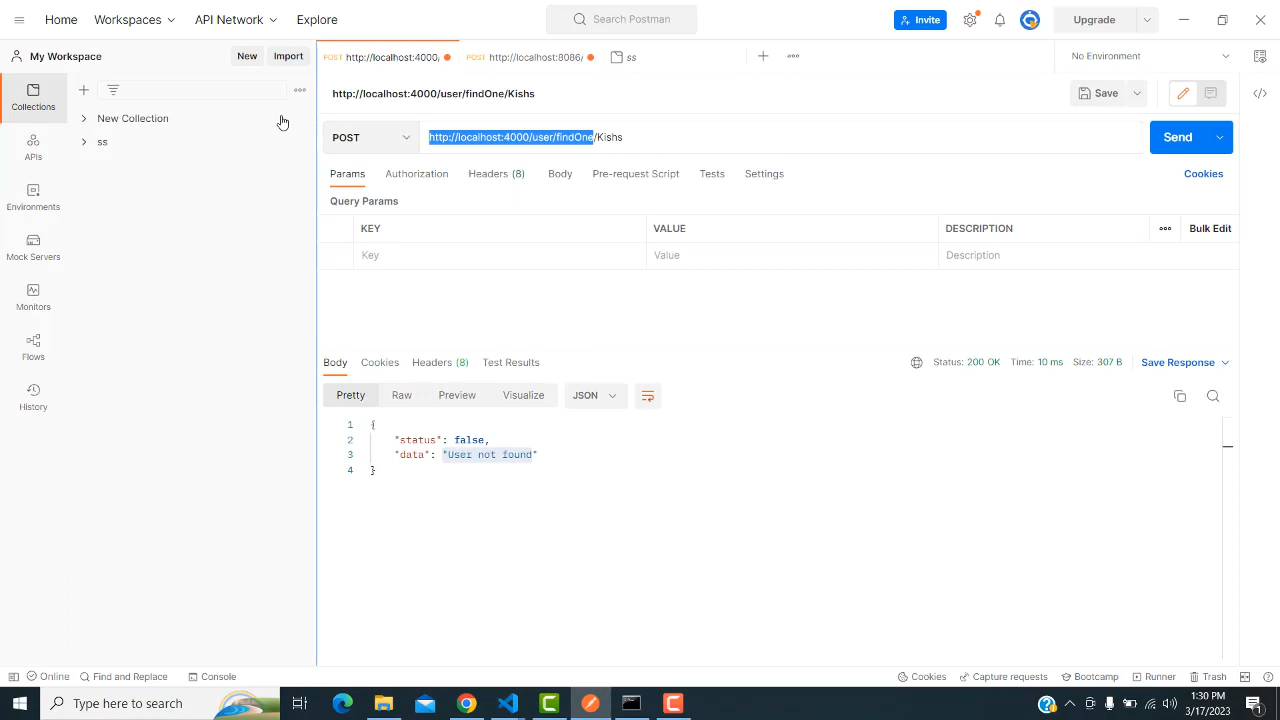 Home Workspaces API Network Explore Search Postman Invite Upgrade
My Workspace New Import POST http://localhost:4000/ POST http://localhost:8086/ ss No Environment
Collections
APIs
Environments
Mock Servers
Monitors
Flows
History
New Collection
ss
http://localhost:4000/user/findOne/Kishs Save
POST http://localhost:4000/user/findOne/Kishs Send
Params Authorization Headers (8) Body Pre-request Script Tests Settings Cookies
Query Params
KEY VALUE DESCRIPTION Bulk Edit
Key Value Description
Body Cookies Headers (8) Test Results Status: 200 OK Time: 10 ms Size: 307 B Save Response
Pretty Raw Preview Visualize JSON
1 {
2 "status": false,
3 "data": "User not found"
4 }
Online Find and Replace Console Cookies Capture requests Bootcamp Runner Trash
Type here to search
1:30 PM
3/17/2023